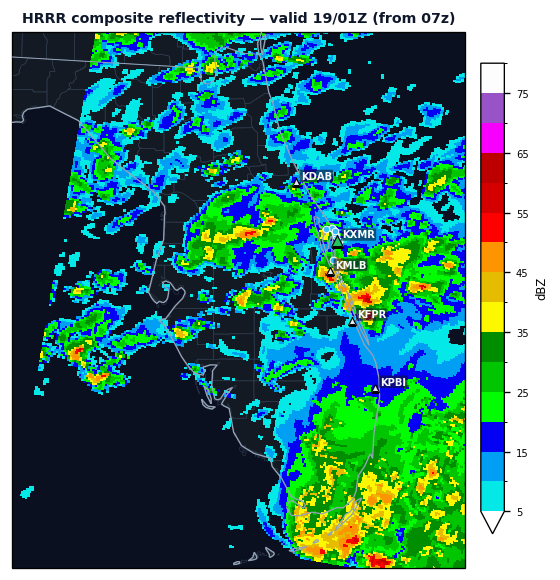 HRRR composite reflectivity — valid 19/01Z (from 07z)
KDAB
KXMR
KMLB
KFPR
KPBI
75
65
55
45
35
25
15
5
dBZ